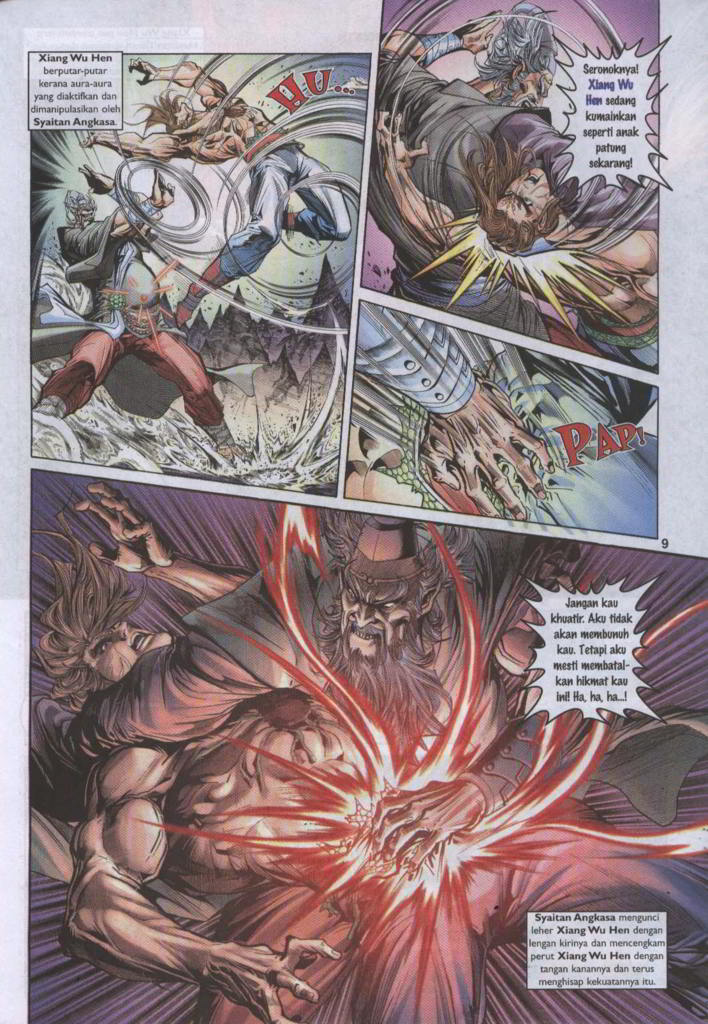 Xiang Wu Hen
berputar-putar
kerana aura-aura
yang diaktifkan dan
dimanipulasikan oleh
Syaitan Angkasa.
HU...
Seronoknya!
Xiang Wu
Hen sedang
kumainkan
seperti anak
patung
sekarang!
PAP!
9
Jangan kau
khuatir. Aku tidak
akan membunuh
kau. Tetapi aku
mesti membatal-
kan hikmat kau
ini! Ha, ha, ha...!
Syaitan Angkasa mengunci
leher Xiang Wu Hen dengan
lengan kirinya dan mencengkam
perut Xiang Wu Hen dengan
tangan kanannya dan terus
menghisap kekuatannya itu.